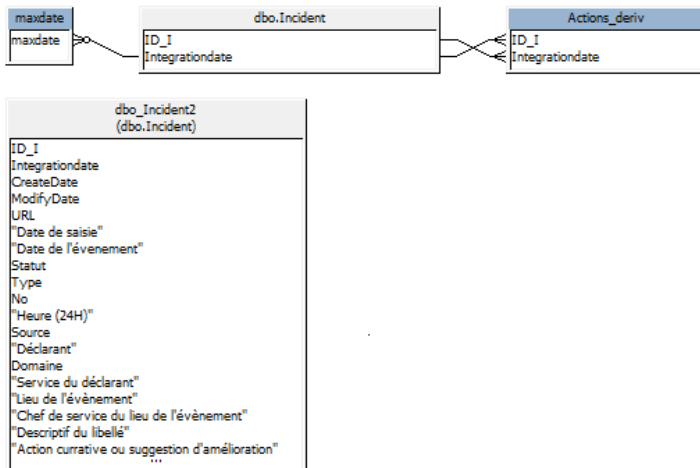 maxdate
maxdate
dbo.Incident
ID_I
Integrationdate
Actions_deriv
ID_I
Integrationdate
dbo_Incident2
(dbo.Incident)
ID_I
Integrationdate
CreateDate
ModifyDate
URL
"Date de saisie"
"Date de l'évenement"
Statut
Type
No
"Heure (24H)"
Source
"Déclarant"
Domaine
"Service du déclarant"
"Lieu de l'évènement"
"Chef de service du lieu de l'évènement"
"Descriptif du libellé"
"Action currative ou suggestion d'amélioration"
...